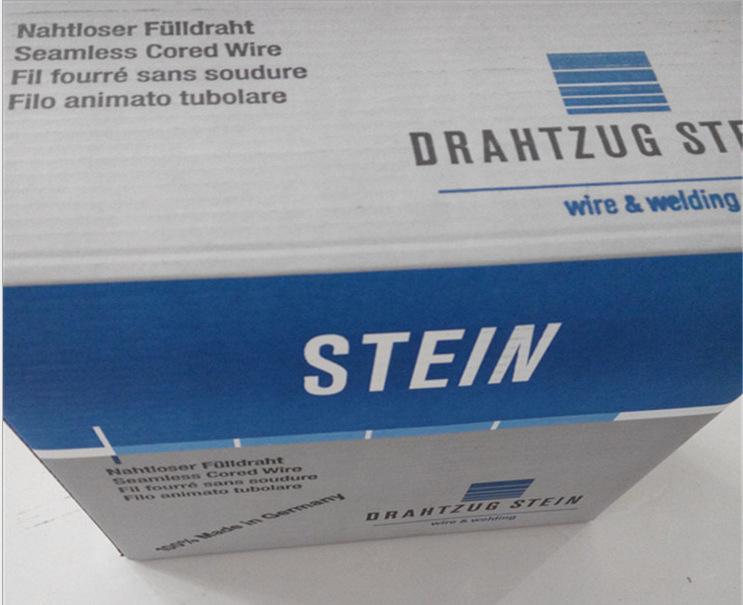 Nahtloser Fülldraht
Seamless Cored Wire
Fil fourré sans soudure
Filo animato tubolare
DRAHTZUG STE
wire & welding
STEIN
Nahtloser Fülldraht
Seamless Cored Wire
Fil fourré sans soudure
Filo animato tubolare
100% Made in Germany
DRAHTZUG STEIN
wire & welding